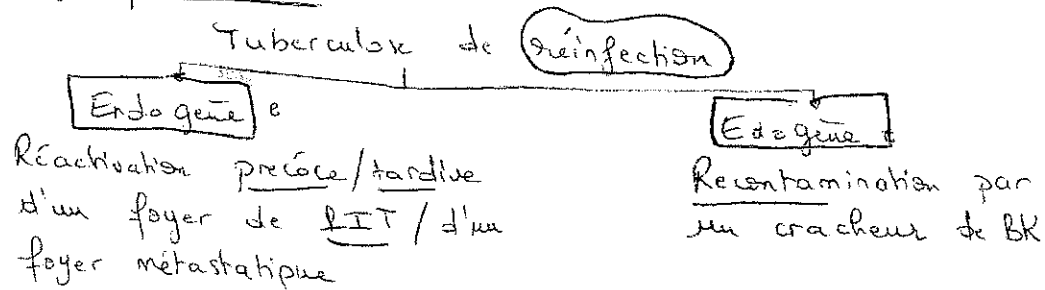 Tuberculose de réinfection
Endogène
Exogène
Réactivation précoce/tardive
d'un foyer de PIT / d'un
foyer métastatique
Recontamination par
un cracheur de BK